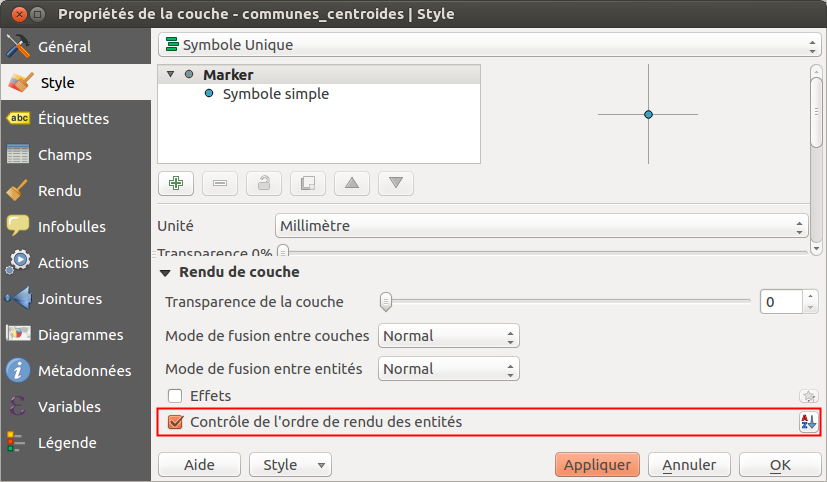 Propriétés de la couche - communes_centroides | Style
Général
Style
Étiquettes
Champs
Rendu
Infobulles
Actions
Jointures
Diagrammes
Métadonnées
Variables
Légende
Symbole Unique
Marker
Symbole simple
Unité
Millimètre
Transparence 0%
Rendu de couche
Transparence de la couche
0
Mode de fusion entre couches
Normal
Mode de fusion entre entités
Normal
Effets
Contrôle de l'ordre de rendu des entités
Aide
Style
Appliquer
Annuler
OK
abc
A
Z